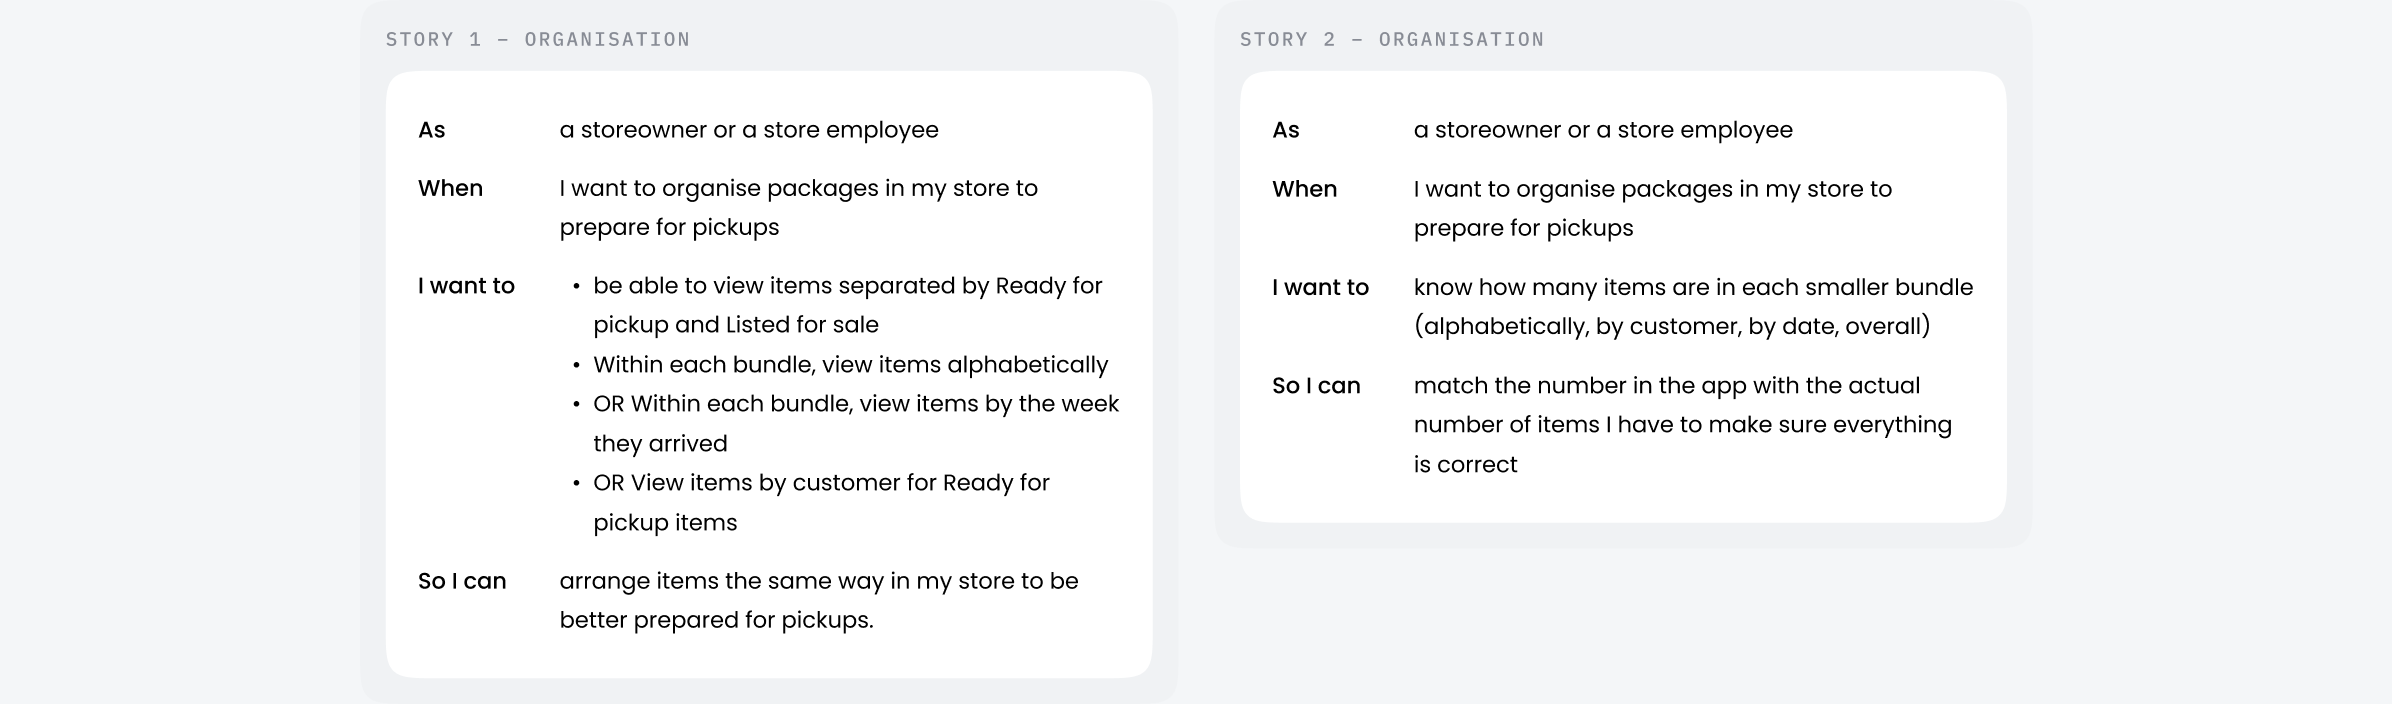 STORY 1 – ORGANISATION
As a storeowner or a store employee
When I want to organise packages in my store to
prepare for pickups
I want to • be able to view items separated by Ready for
pickup and Listed for sale
• Within each bundle, view items alphabetically
• OR Within each bundle, view items by the week
they arrived
• OR View items by customer for Ready for
pickup items
So I can arrange items the same way in my store to be
better prepared for pickups.
STORY 2 – ORGANISATION
As a storeowner or a store employee
When I want to organise packages in my store to
prepare for pickups
I want to know how many items are in each smaller bundle
(alphabetically, by customer, by date, overall)
So I can match the number in the app with the actual
number of items I have to make sure everything
is correct